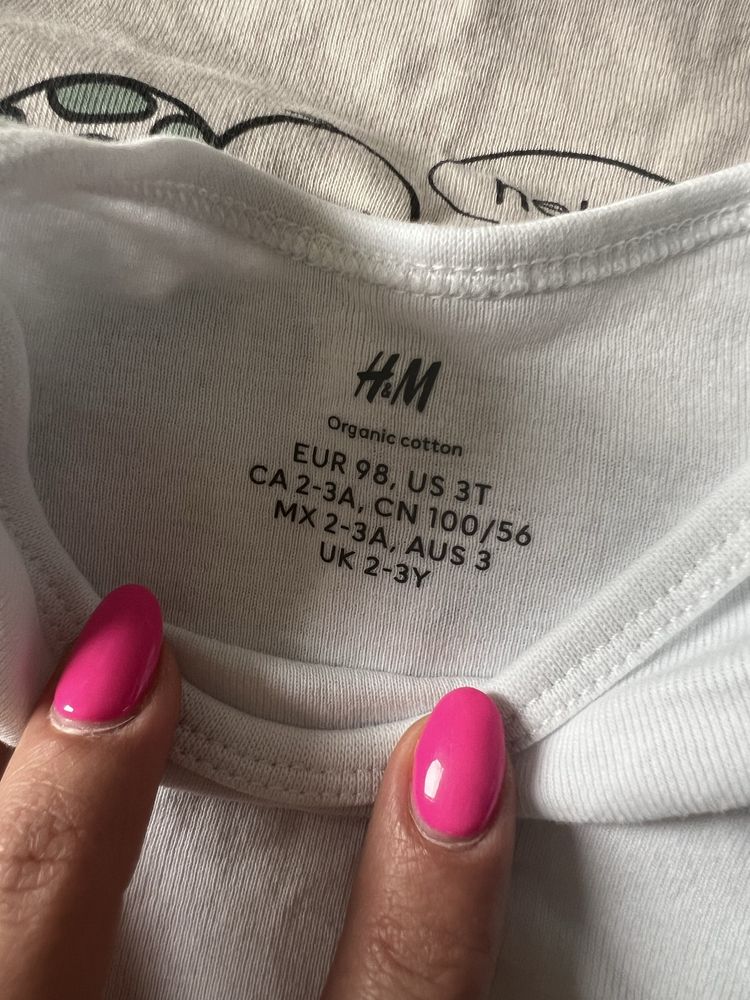 H&M
Organic cotton
EUR 98, US 3T
CA 2-3A, CN 100/56
MX 2-3A, AUS 3
UK 2-3Y